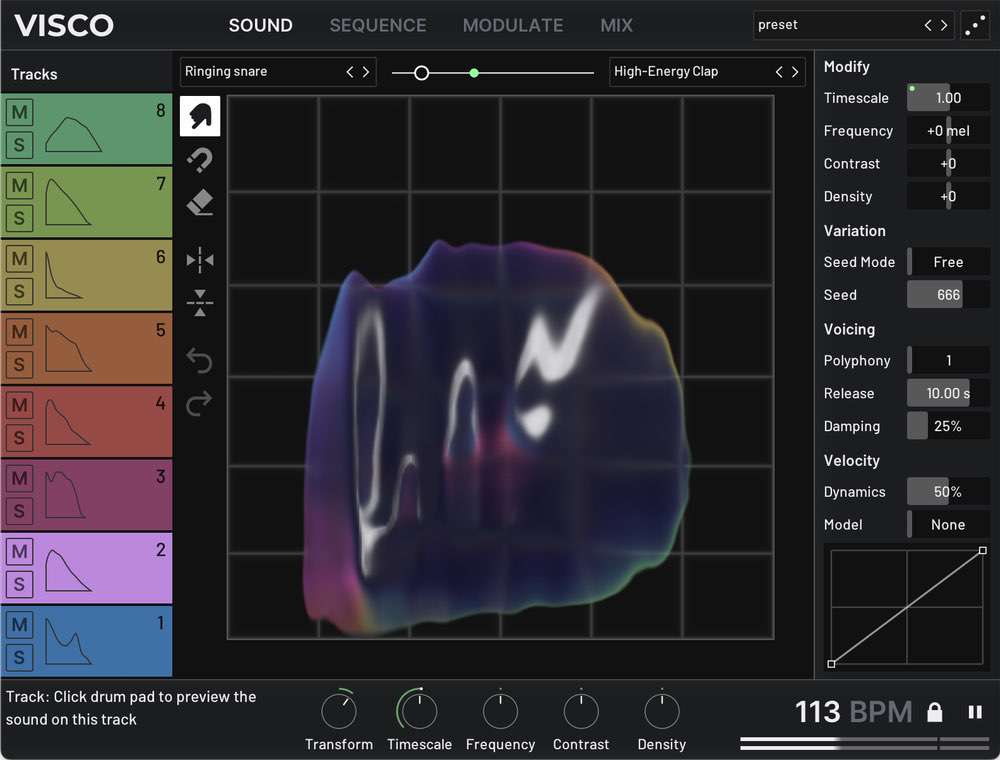 VISCO
SOUND
SEQUENCE
MODULATE
MIX
preset
Tracks
M
S
8
M
S
7
M
S
6
M
S
5
M
S
4
M
S
3
M
S
2
M
S
1
Ringing snare
High-Energy Clap
Modify
Timescale 1.00
Frequency +0 mel
Contrast +0
Density +0
Variation
Seed Mode Free
Seed 666
Voicing
Polyphony 1
Release 10.00 s
Damping 25%
Velocity
Dynamics 50%
Model None
Track: Click drum pad to preview the
sound on this track
Transform
Timescale
Frequency
Contrast
Density
113 BPM